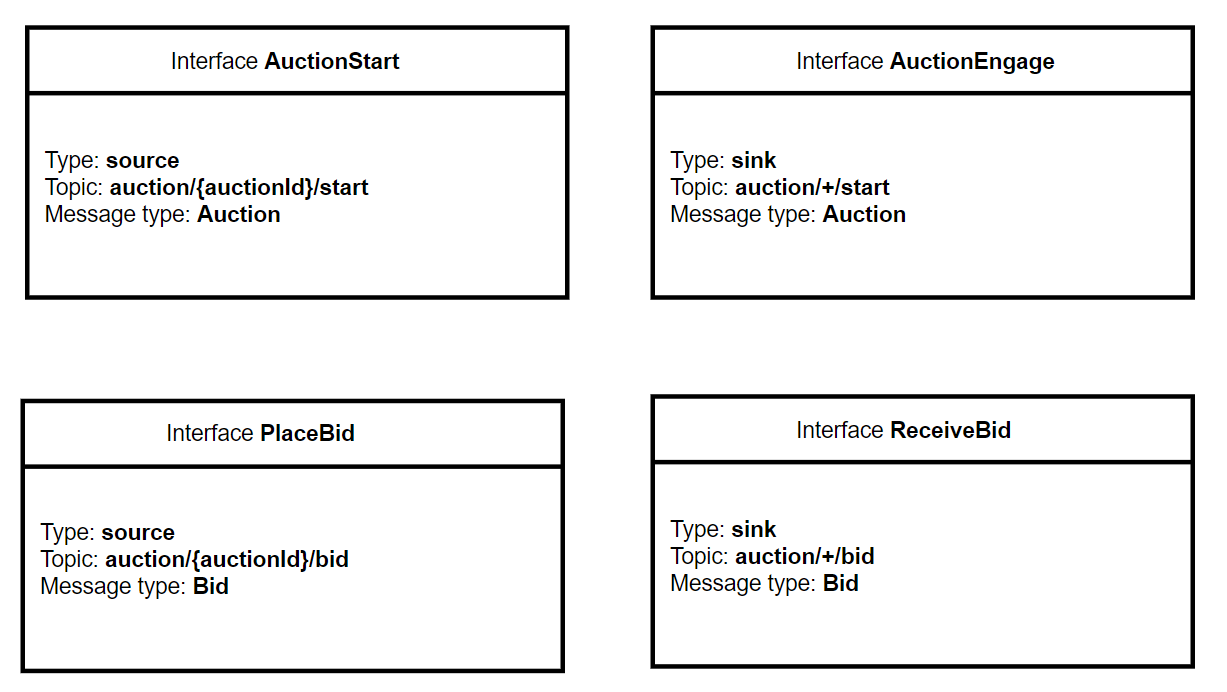 Interface AuctionStart
Type: source
Topic: auction/{auctionId}/start
Message type: Auction
Interface AuctionEngage
Type: sink
Topic: auction/+/start
Message type: Auction
Interface PlaceBid
Type: source
Topic: auction/{auctionId}/bid
Message type: Bid
Interface ReceiveBid
Type: sink
Topic: auction/+/bid
Message type: Bid